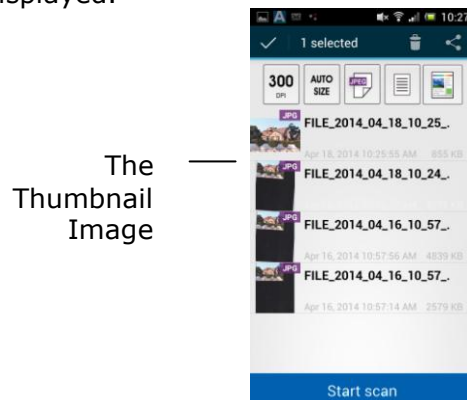 isplayed.
10:27
1 selected
300
DPI
AUTO
SIZE
JPEG
JPG
FILE_2014_04_18_10_25_.
Apr 18, 2014 10:25:55 AM 655 KB
JPG
FILE_2014_04_18_10_24_.
JPG
FILE_2014_04_16_10_57_.
Apr 16, 2014 10:57:56 AM 4839 KB
JPG
FILE_2014_04_16_10_57_.
Apr 16, 2014 10:57:14 AM 2579 KB
The
Thumbnail
Image
Start scan